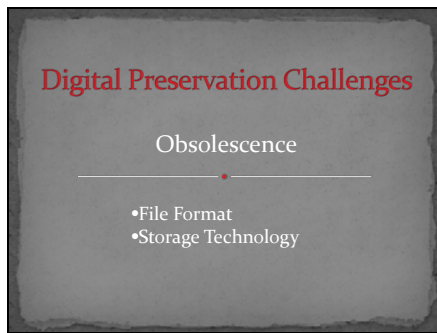 Digital Preservation Challenges
Obsolescence
•File Format
•Storage Technology